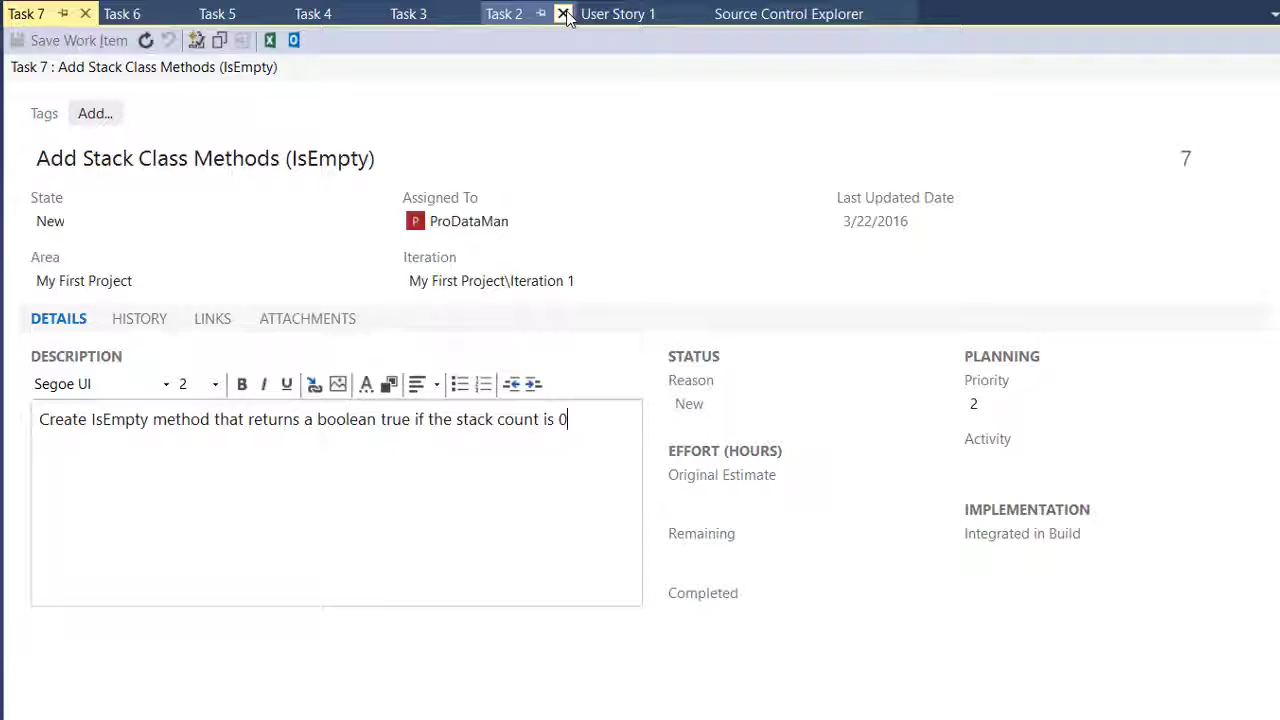 Task 7 Task 6 Task 5 Task 4 Task 3 Task 2 User Story 1 Source Control Explorer
Save Work Item
Task 7 : Add Stack Class Methods (IsEmpty)
Tags Add...
Add Stack Class Methods (IsEmpty) 7
State Assigned To Last Updated Date
New P ProDataMan 3/22/2016
Area Iteration
My First Project My First Project\Iteration 1
DETAILS HISTORY LINKS ATTACHMENTS
DESCRIPTION STATUS PLANNING
Segoe UI 2 B I U A Reason Priority
New 2
Create IsEmpty method that returns a boolean true if the stack count is 0
Activity
EFFORT (HOURS)
Original Estimate
IMPLEMENTATION
Remaining Integrated in Build
Completed